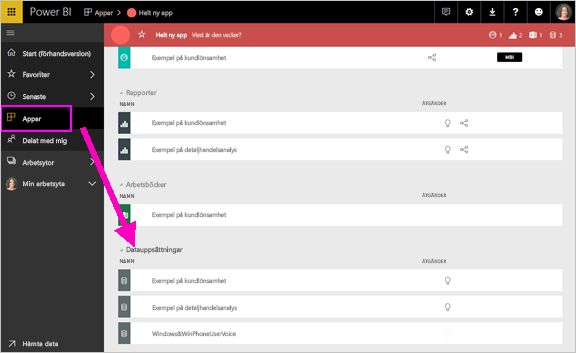 Power BI
Appar > Helt nytt app
Helt ny app Visst är den vacker?
1 2 1 3
Start (förhandsversion)
Favoriter
Senaste
Appar
Delat med mig
Arbetsytor
Min arbetsyta
Hämta data
Exempel på kundlönsamhet
Rapporter
NAMN ÅTGÄRDER
Exempel på kundlönsamhet
Exempel på detaljhandelsanalys
Arbetsböcker
NAMN ÅTGÄRDER
Exempel på kundlönsamhet
Datauppsättningar
NAMN ÅTGÄRDER
Exempel på kundlönsamhet
Exempel på detaljhandelsanalys
Windows&WinPhoneUserVoice